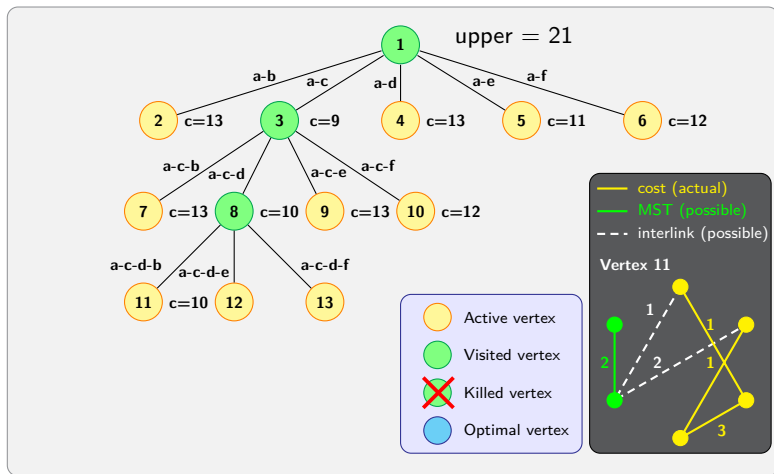 1
upper = 21
a-b
a-c
a-d
a-e
a-f
2
c=13
3
c=9
4
c=13
5
c=11
6
c=12
a-c-b
a-c-d
a-c-e
a-c-f
7
c=13
8
c=10
9
c=13
10
c=12
a-c-d-b
a-c-d-e
a-c-d-f
11
c=10
12
13
Active vertex
Visited vertex
Killed vertex
Optimal vertex
cost (actual)
MST (possible)
interlink (possible)
Vertex 11
1
1
2
2
1
3